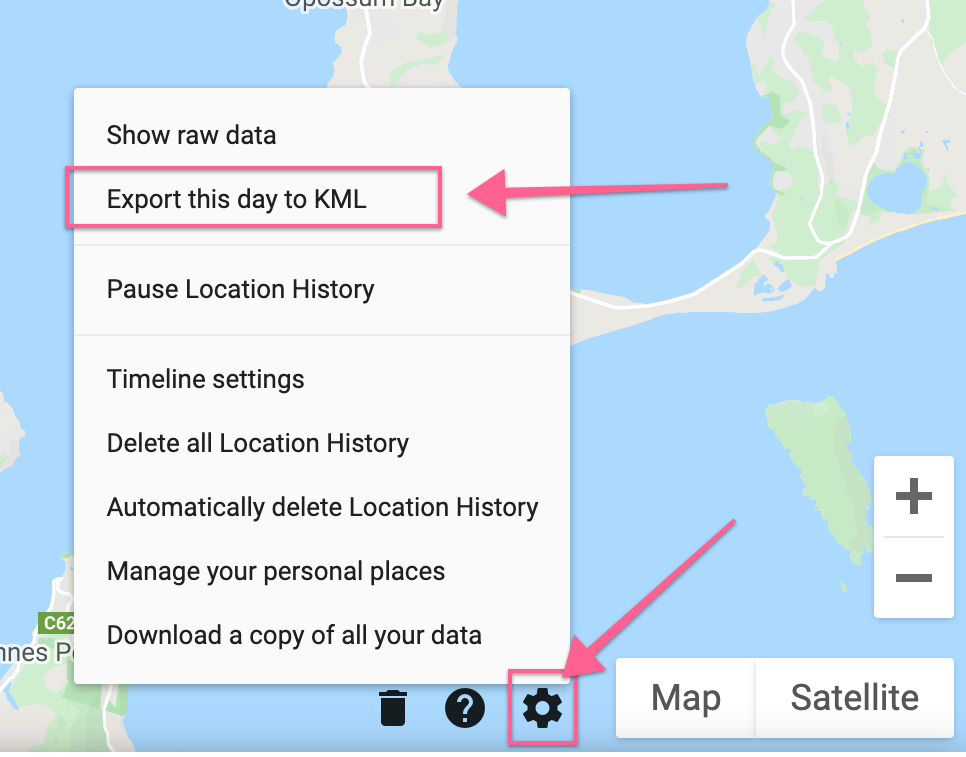 Opossum Bay
Show raw data
Export this day to KML
Pause Location History
Timeline settings
Delete all Location History
Automatically delete Location History
Manage your personal places
Download a copy of all your data
C62
nnes P
Map
Satellite